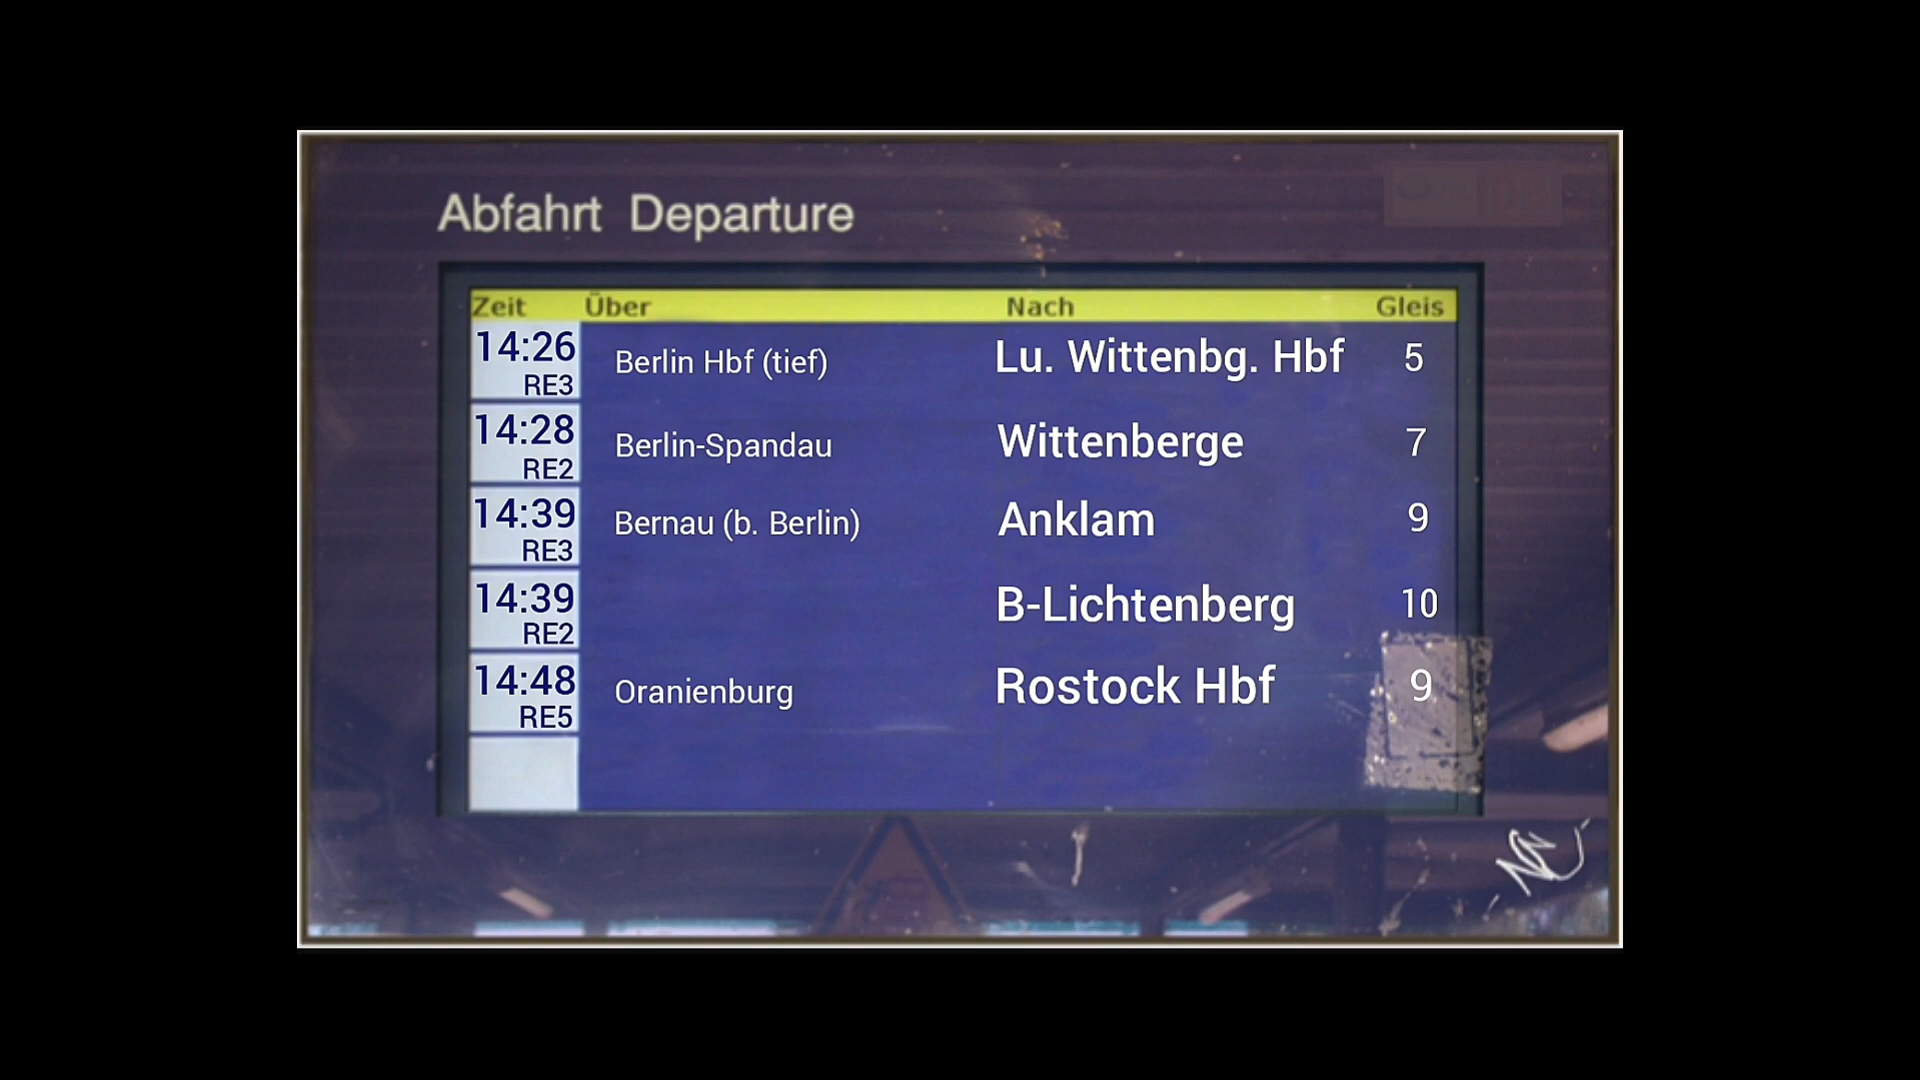 Abfahrt Departure
Zeit Über Nach Gleis
14:26 Berlin Hbf (tief) Lu. Wittenbg. Hbf 5
RE3
14:28 Berlin-Spandau Wittenberge 7
RE2
14:39 Bernau (b. Berlin) Anklam 9
RE3
14:39 B-Lichtenberg 10
RE2
14:48 Oranienburg Rostock Hbf 9
RE5